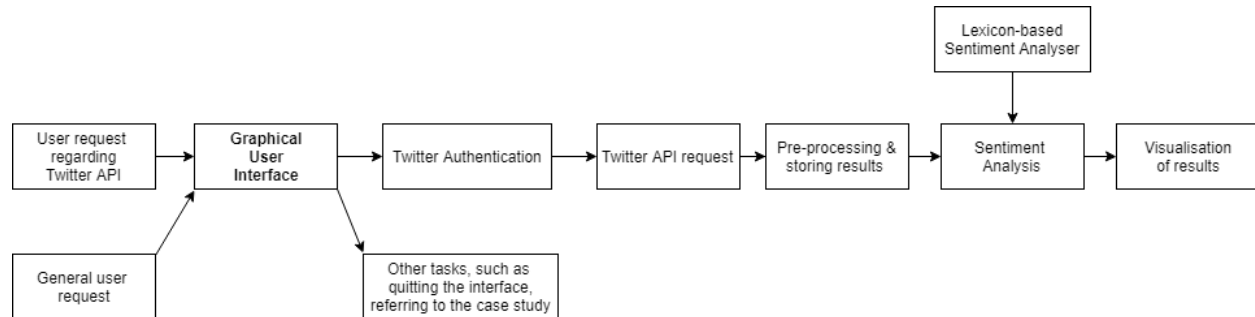 Lexicon-based
Sentiment Analyser
User request
regarding
Twitter API
Graphical
User
Interface
Twitter Authentication
Twitter API request
Pre-processing &
storing results
Sentiment
Analysis
Visualisation
of results
General user
request
Other tasks, such as
quitting the interface,
referring to the case study